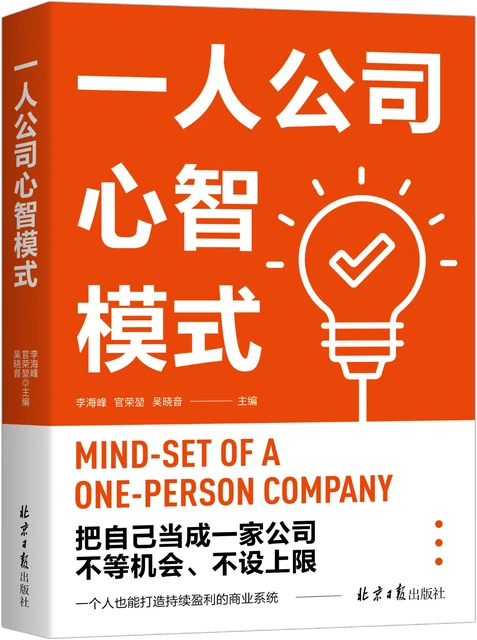 一人公司
心智
模式
李海峰 官荣堃 吴晓音 主编
MIND-SET OF A
ONE-PERSON COMPANY
把自己当成一家公司
不等机会、不设上限
一个人也能打造持续盈利的商业系统
北京日报出版社
一人公司心智模式
李海峰
官荣堃
吴晓音
主编
北京日报出版社